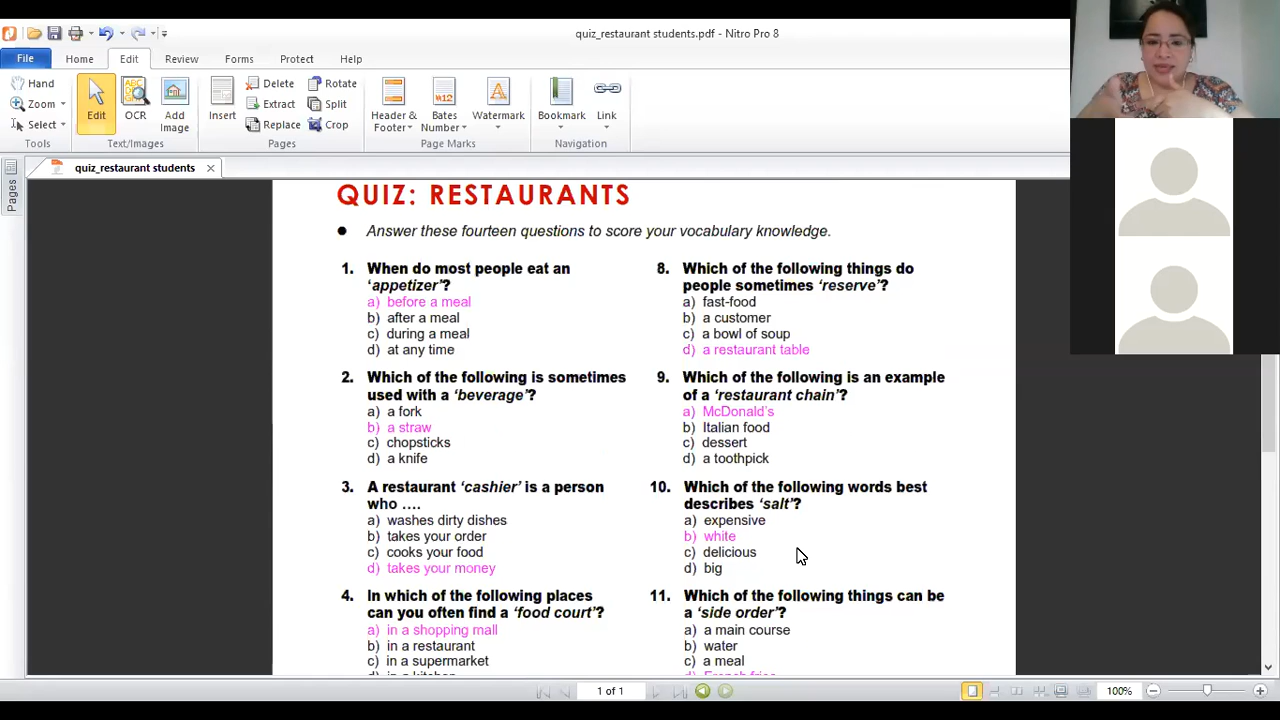 quiz_restaurant students.pdf - Nitro Pro 8
File Home Edit Review Forms Protect Help
Hand
Zoom
Select
Tools
Edit
OCR
Add Image
Text/Images
Insert
Delete
Extract
Replace
Rotate
Split
Crop
Pages
Header & Footer
Bates Number
Watermark
Page Marks
Bookmark
Link
Navigation
quiz_restaurant students
Pages
QUIZ: RESTAURANTS
Answer these fourteen questions to score your vocabulary knowledge.
1. When do most people eat an
‘appetizer’?
a) before a meal
b) after a meal
c) during a meal
d) at any time
2. Which of the following is sometimes
used with a ‘beverage’?
a) a fork
b) a straw
c) chopsticks
d) a knife
3. A restaurant ‘cashier’ is a person
who ….
a) washes dirty dishes
b) takes your order
c) cooks your food
d) takes your money
4. In which of the following places
can you often find a ‘food court’?
a) in a shopping mall
b) in a restaurant
c) in a supermarket
d) in a kitchen
8. Which of the following things do
people sometimes ‘reserve’?
a) fast-food
b) a customer
c) a bowl of soup
d) a restaurant table
9. Which of the following is an example
of a ‘restaurant chain’?
a) McDonald’s
b) Italian food
c) dessert
d) a toothpick
10. Which of the following words best
describes ‘salt’?
a) expensive
b) white
c) delicious
d) big
11. Which of the following things can be
a ‘side order’?
a) a main course
b) water
c) a meal
d) French fries
1 of 1
100%